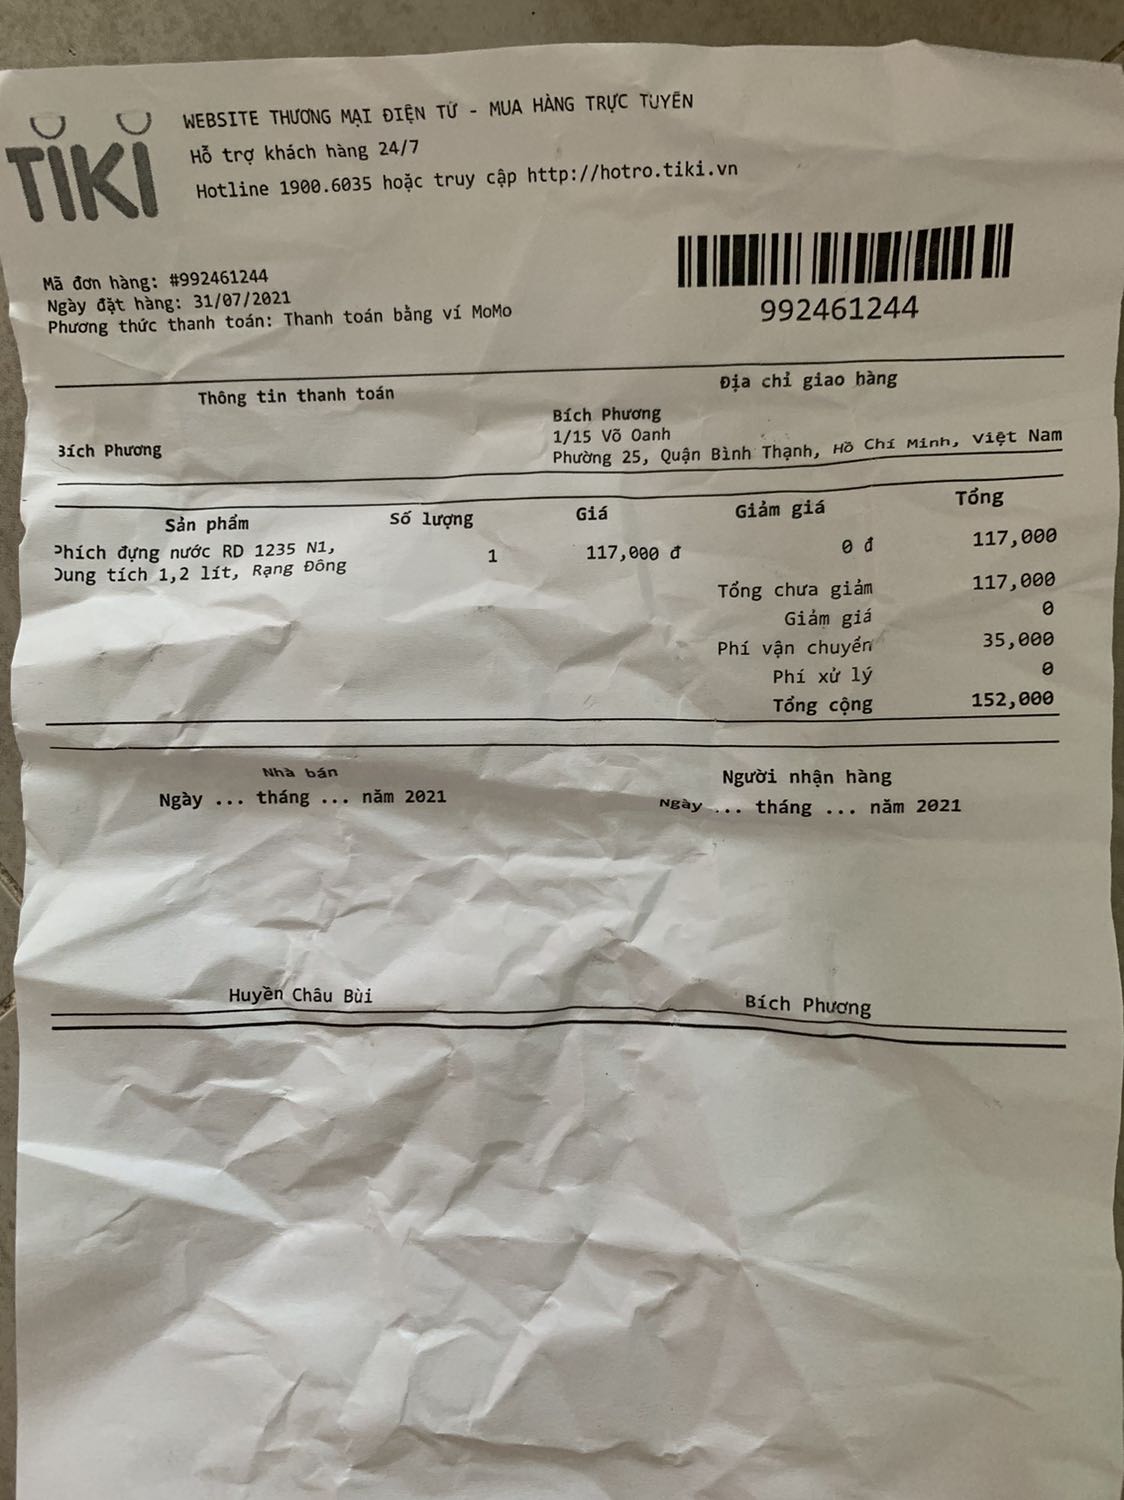 TIKI
WEBSITE THƯƠNG MẠI ĐIỆN TỬ - MUA HÀNG TRỰC TUYẾN
Hỗ trợ khách hàng 24/7
Hotline 1900.6035 hoặc truy cập http://hotro.tiki.vn
992461244
Mã đơn hàng: #992461244
Ngày đặt hàng: 31/07/2021
Phương thức thanh toán: Thanh toán bằng ví MoMo
Thông tin thanh toán
Địa chỉ giao hàng
Bích Phương
Bích Phương
1/15 Võ Oanh
Phường 25, Quận Bình Thạnh, Hồ Chí Minh, Việt Nam
Sản phẩm Số lượng Giá Giảm giá Tổng
Phích đựng nước RD 1235 N1, 1 117,000 đ 0 đ 117,000
Dung tích 1,2 lít, Rạng Đông
Tổng chưa giảm 117,000
Giảm giá 0
Phí vận chuyển 35,000
Phí xử lý 0
Tổng cộng 152,000
Nhà bán Người nhận hàng
Ngày ... tháng ... năm 2021 Ngày ... tháng ... năm 2021
Huyền Châu Bùi Bích Phương